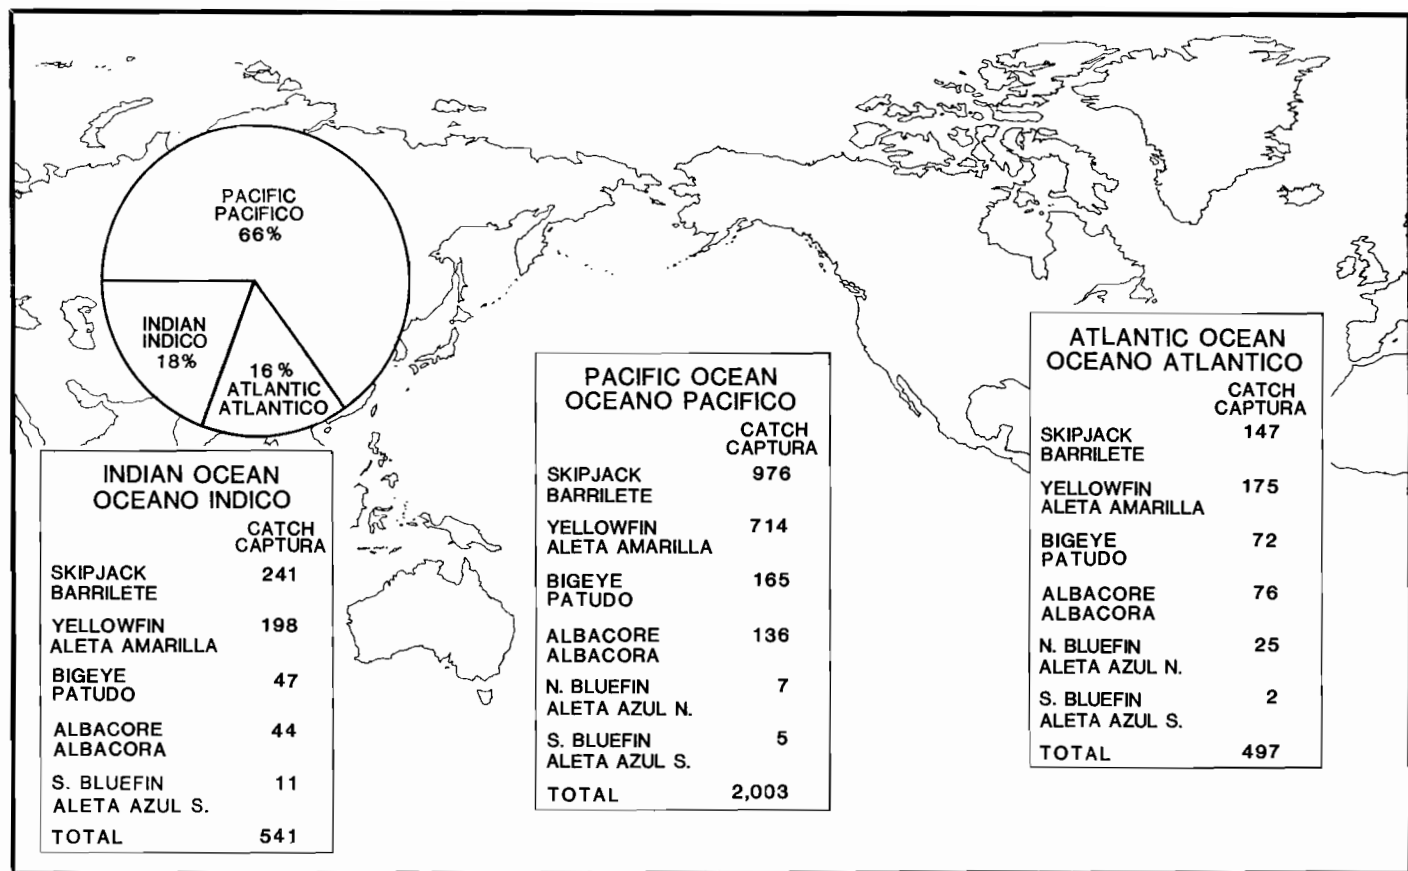 PACIFIC
PACIFICO
66%
INDIAN
INDICO
18%
16%
ATLANTIC
ATLANTICO
INDIAN OCEAN
OCEANO INDICO
CATCH
CAPTURA
SKIPJACK 241
BARRILETE
YELLOWFIN 198
ALETA AMARILLA
BIGEYE 47
PATUDO
ALBACORE 44
ALBACORA
S. BLUEFIN 11
ALETA AZUL S.
TOTAL 541
PACIFIC OCEAN
OCEANO PACIFICO
CATCH
CAPTURA
SKIPJACK 976
BARRILETE
YELLOWFIN 714
ALETA AMARILLA
BIGEYE 165
PATUDO
ALBACORE 136
ALBACORA
N. BLUEFIN 7
ALETA AZUL N.
S. BLUEFIN 5
ALETA AZUL S.
TOTAL 2,003
ATLANTIC OCEAN
OCEANO ATLANTICO
CATCH
CAPTURA
SKIPJACK 147
BARRILETE
YELLOWFIN 175
ALETA AMARILLA
BIGEYE 72
PATUDO
ALBACORE 76
ALBACORA
N. BLUEFIN 25
ALETA AZUL N.
S. BLUEFIN 2
ALETA AZUL S.
TOTAL 497